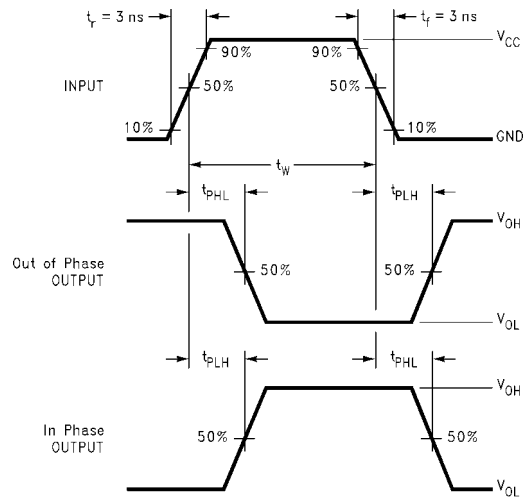 t_r = 3 ns
t_f = 3 ns
V_CC
90%
90%
INPUT
50%
50%
10%
10%
GND
t_W
t_PHL
t_PLH
V_OH
Out of Phase
OUTPUT
50%
50%
V_OL
t_PLH
t_PHL
V_OH
In Phase
OUTPUT
50%
50%
V_OL